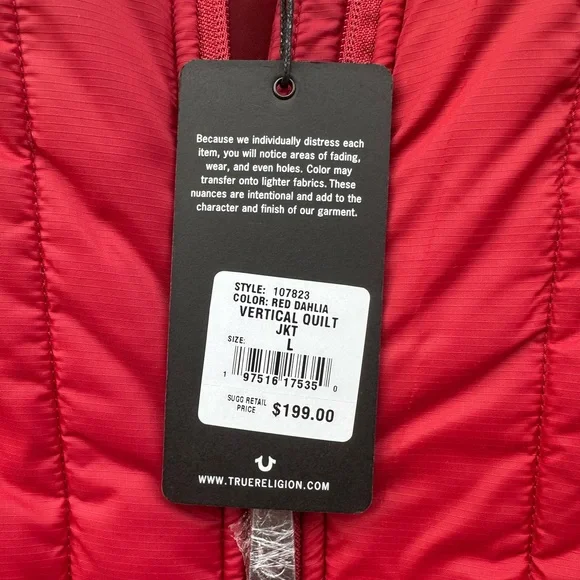 Because we individually distress each
item, you will notice areas of fading,
wear, and even holes. Color may
transfer onto lighter fabrics. These
nuances are intentional and add to the
character and finish of our garment.
STYLE: 107823
COLOR: RED DAHLIA
VERTICAL QUILT
JKT
SIZE: L
1 97516 17535 0
SUGG RETAIL
PRICE $199.00
WWW.TRUERELIGION.COM